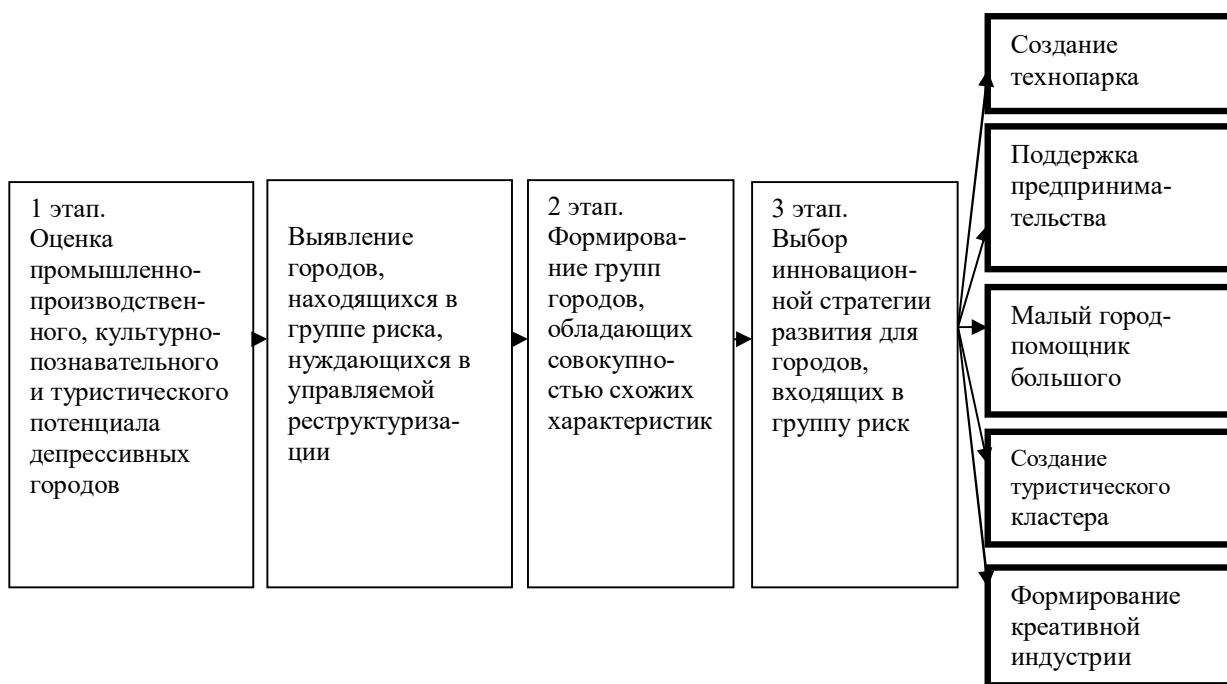 1 этап.
Оценка
промышленно-
производствен-
ного, культурно-
познавательного
и туристического
потенциала
депрессивных
городов
Выявление
городов,
находящихся в
группе риска,
нуждающихся в
управляемой
реструктуриза-
ции
2 этап.
Формирова-
ние групп
городов,
обладающих
совокупно-
стью схожих
характеристик
3 этап.
Выбор
инновацион-
ной стратегии
развития для
городов,
входящих в
группу риск
Создание
технопарка
Поддержка
предпринима-
тельства
Малый город-
помощник
большого
Создание
туристического
кластера
Формирование
креативной
индустрии